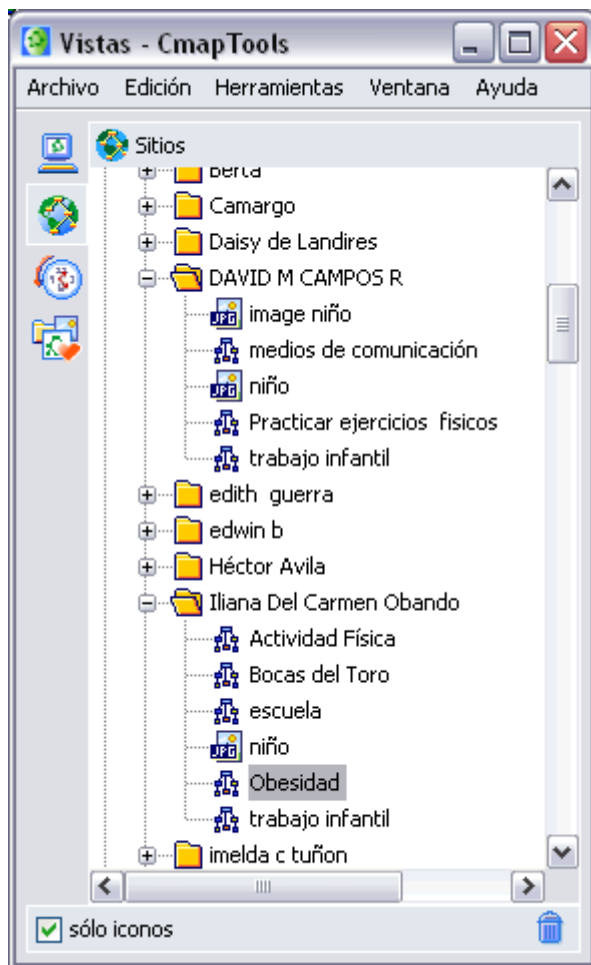 Vistas - CmapTools
Archivo Edición Herramientas Ventana Ayuda
Sitios
Berta
Camargo
Daisy de Landires
DAVID M CAMPOS R
image niño
medios de comunicación
niño
Practicar ejercicios fisicos
trabajo infantil
edith guerra
edwin b
Héctor Avila
Iliana Del Carmen Obando
Actividad Física
Bocas del Toro
escuela
niño
Obesidad
trabajo infantil
imelda c tuñon
sólo iconos